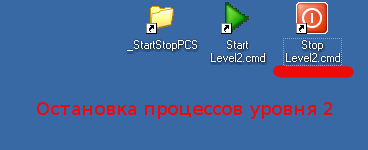 _StartStopPCS
Start
Level2.cmd
Stop
Level2.cmd
Остановка процессов уровня 2